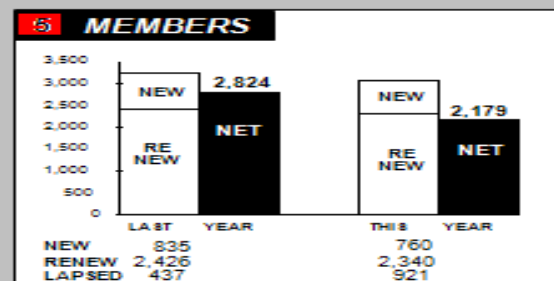 5 MEMBERS
3,500
3,000
2,500
2,000
1,500
1,000
500
0
NEW 2,824
RE
NEW
NET
NEW 2,179
RE
NEW
NET
LAST YEAR THIS YEAR
NEW 835 760
RENEW 2,426 2,340
LAPSED 437 921